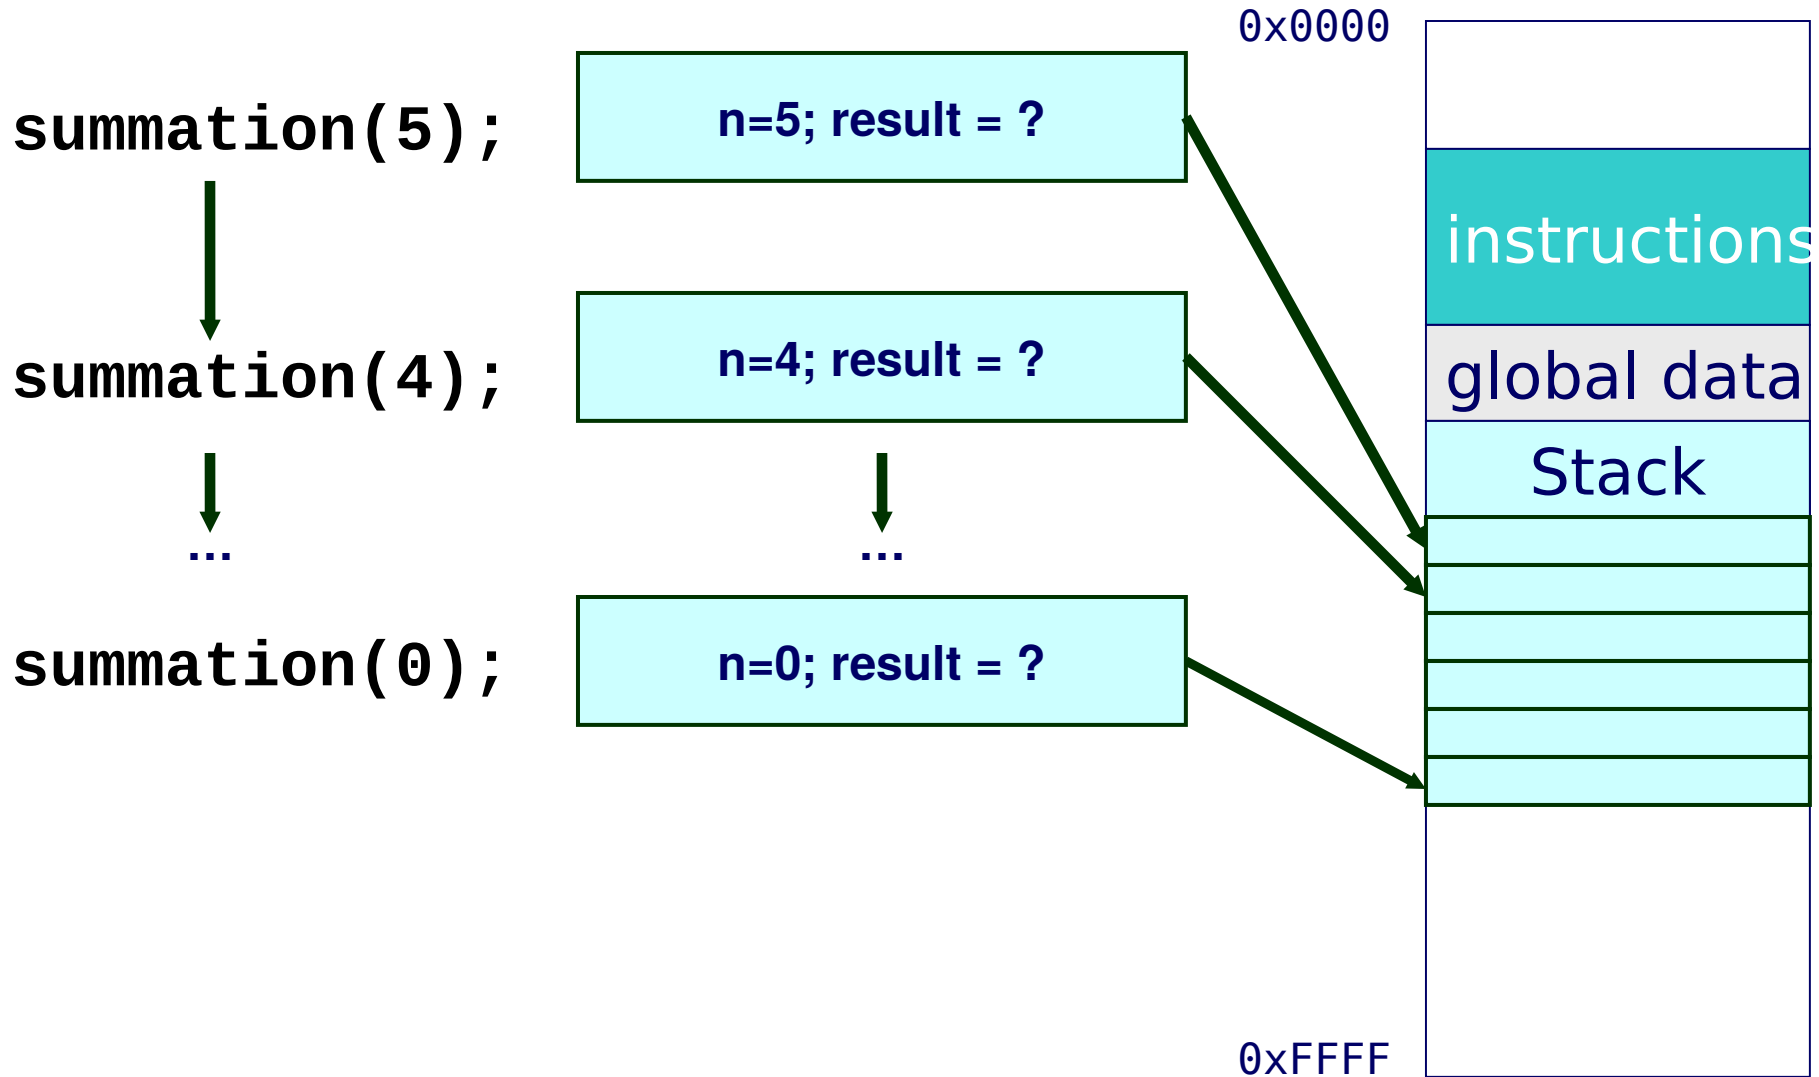 0x0000
summation(5);
n=5; result = ?
instructions
summation(4);
n=4; result = ?
global data
Stack
...
...
summation(0);
n=0; result = ?
0xFFFF